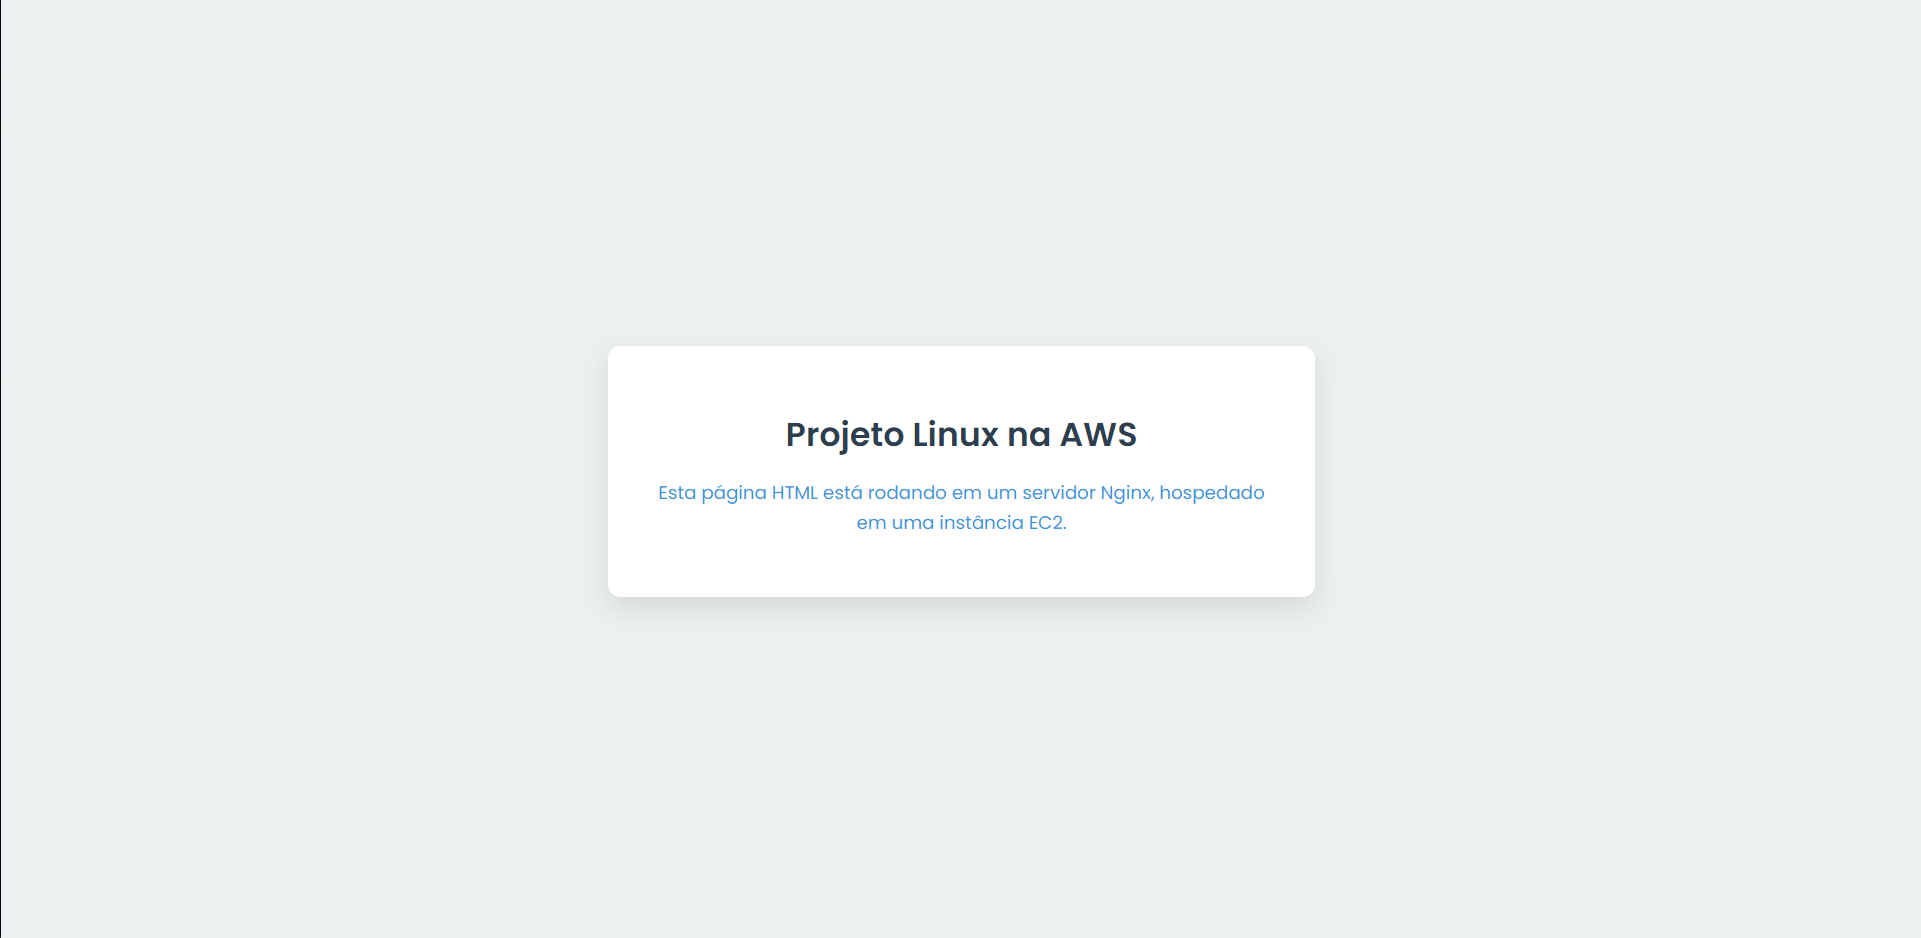 Projeto Linux na AWS
Esta página HTML está rodando em um servidor Nginx, hospedado
em uma instância EC2.